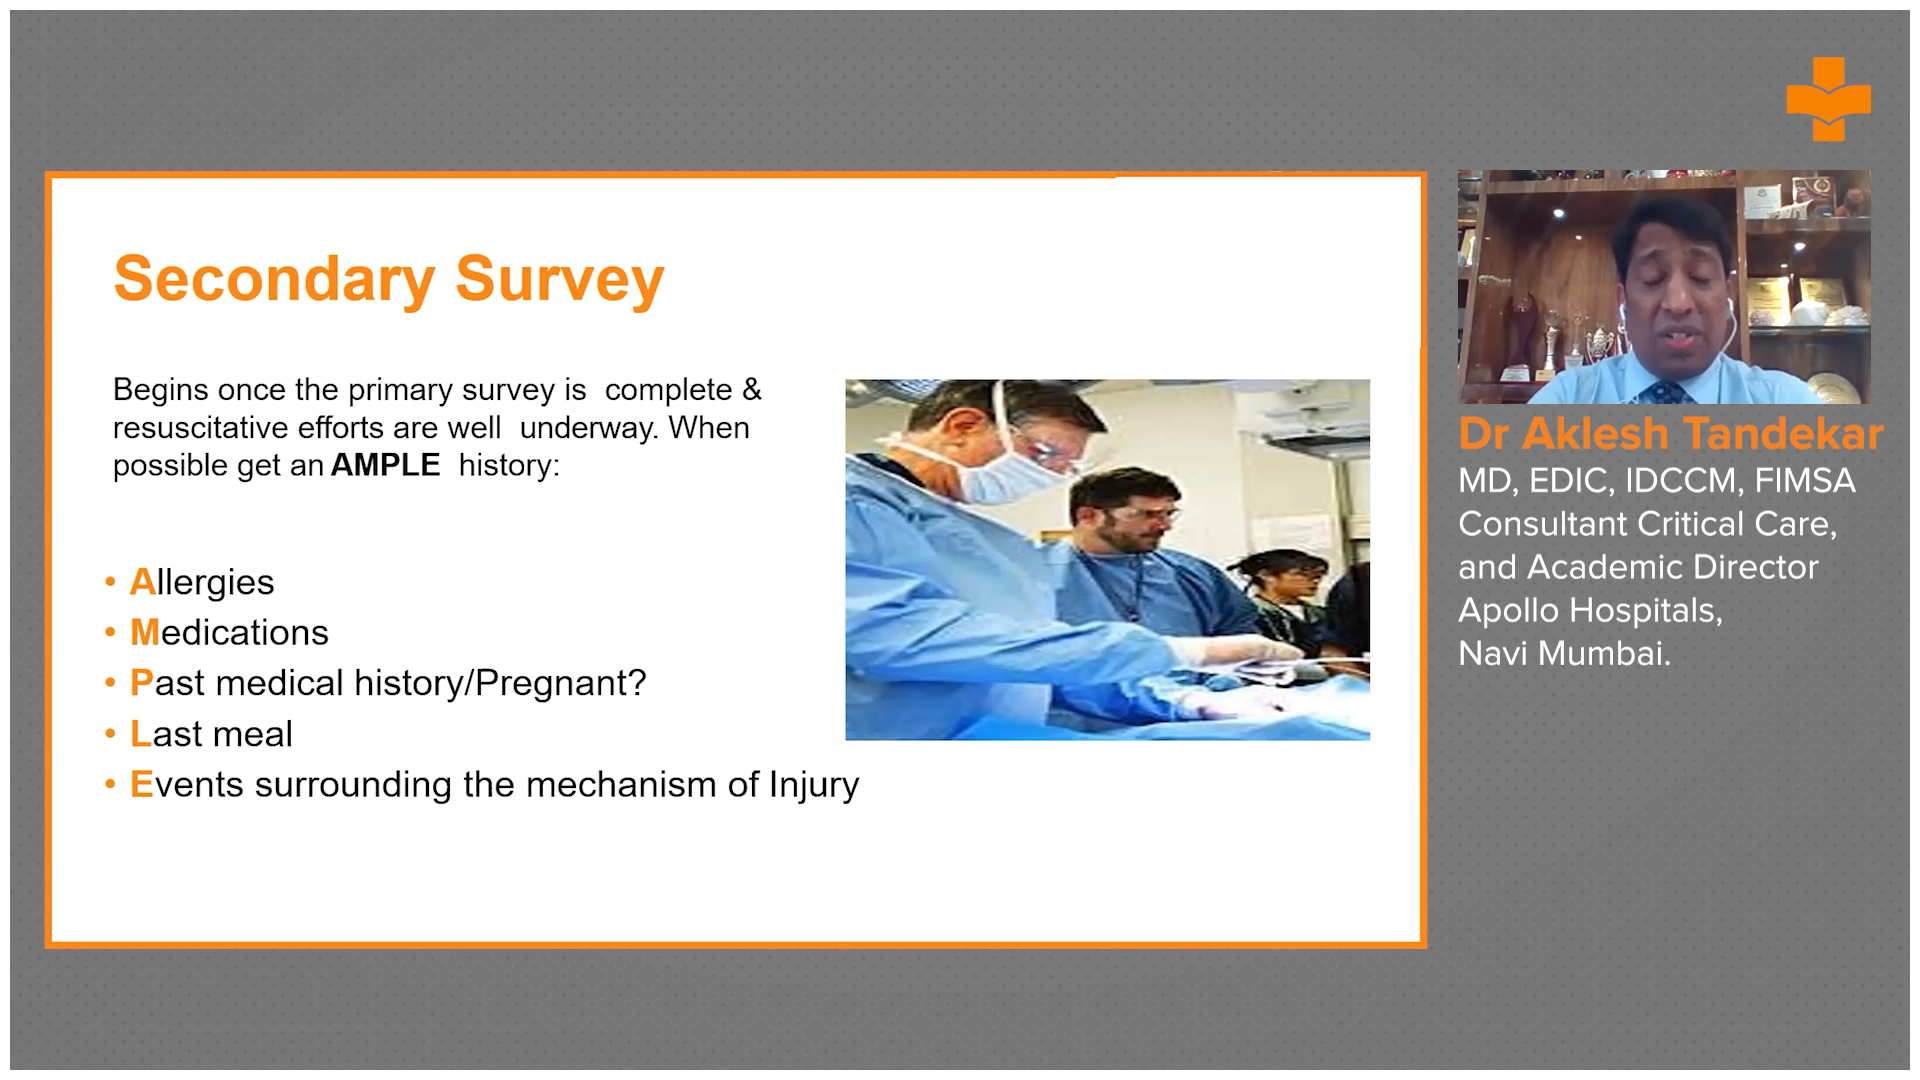 Secondary Survey
Begins once the primary survey is complete &
resuscitative efforts are well underway. When
possible get an AMPLE history:
• Allergies
• Medications
• Past medical history/Pregnant?
• Last meal
• Events surrounding the mechanism of Injury
Dr Aklesh Tandekar
MD, EDIC, IDCCM, FIMSA
Consultant Critical Care,
and Academic Director
Apollo Hospitals,
Navi Mumbai.